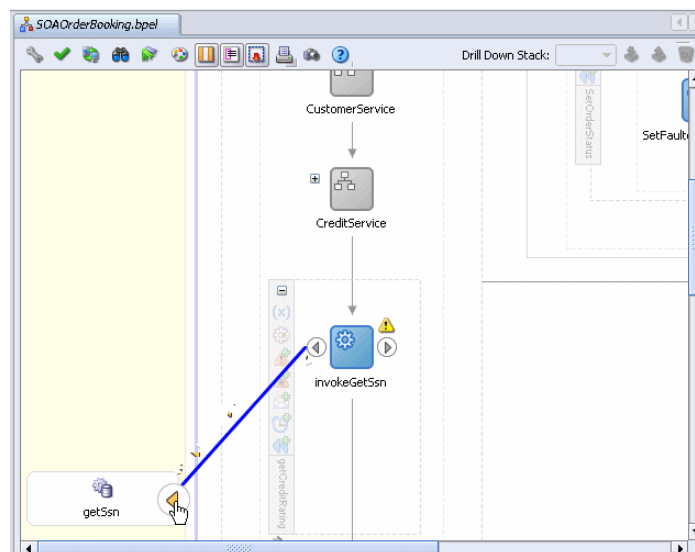 SOAOrderBooking.bpel
Drill Down Stack:
CustomerService
SetOrderStatus
SetFaulte
CreditService
(x)
invokeGetSsn
getCreditRating
getSsn